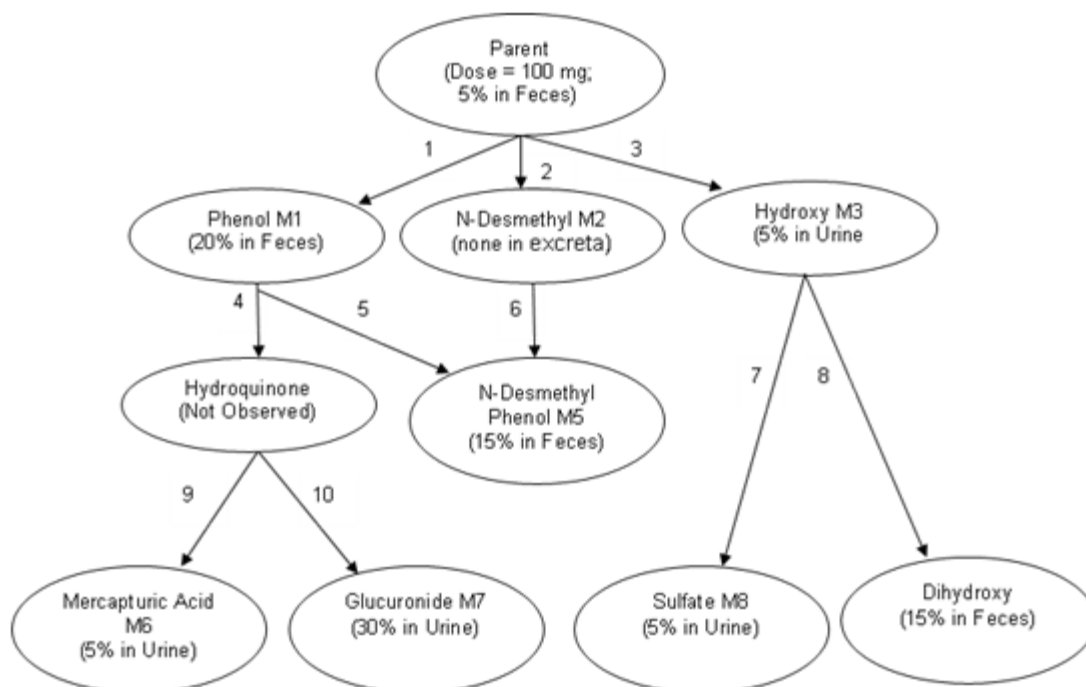 Parent
(Dose = 100 mg;
5% in Feces)
1
2
3
Phenol M1
(20% in Feces)
N-Desmethyl M2
(none in excreta)
Hydroxy M3
(5% in Urine
4
5
6
7
8
Hydroquinone
(Not Observed)
N-Desmethyl
Phenol M5
(15% in Feces)
9
10
Mercapturic Acid
M6
(5% in Urine)
Glucuronide M7
(30% in Urine)
Sulfate M8
(5% in Urine)
Dihydroxy
(15% in Feces)